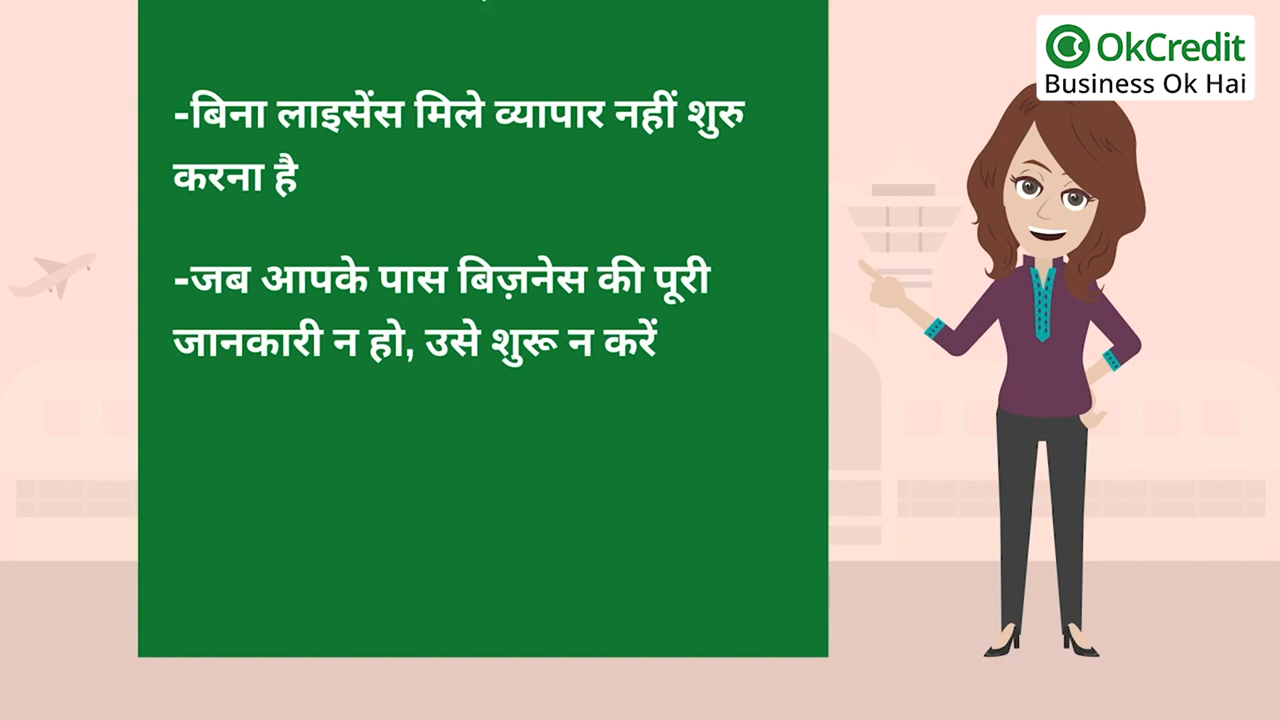 OkCredit
Business Ok Hai
-बिना लाइसेंस मिले व्यापार नहीं शुरु
करना है
-जब आपके पास बिज़नेस की पूरी
जानकारी न हो, उसे शुरू न करें